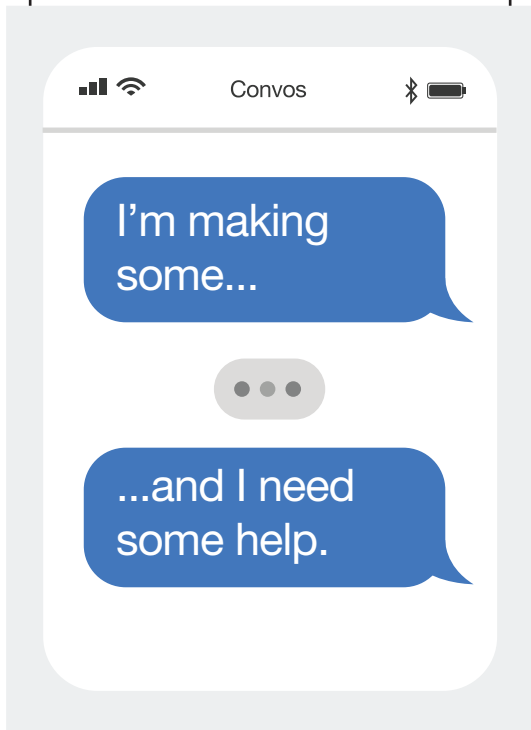 Convos
I’m making
some...
...and I need
some help.